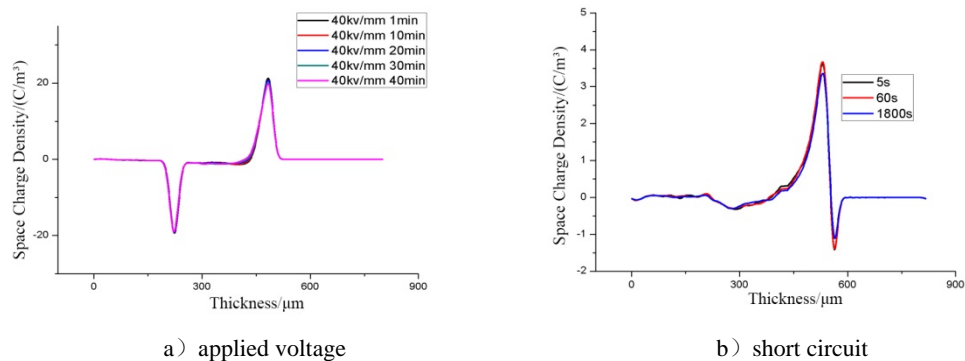 40kv/mm 1min
40kv/mm 10min
40kv/mm 20min
40kv/mm 30min
40kv/mm 40min
Space Charge Density/(C/m³)
20
0
-20
0
300
600
900
Thickness/μm
a）applied voltage
5s
60s
1800s
Space Charge Density/(C/m³)
5
4
3
2
1
0
-1
-2
0
300
600
900
Thickness/μm
b）short circuit